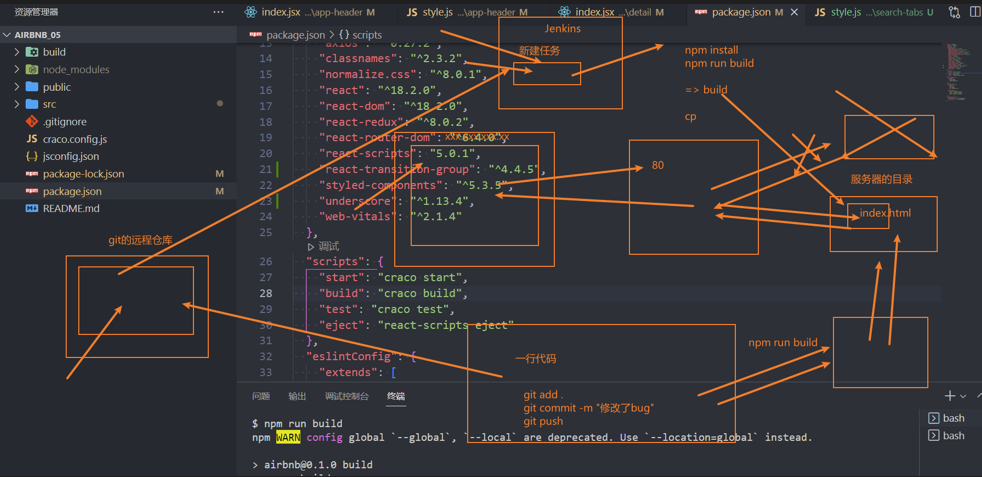 资源管理器
index.jsx ...\app-header M
JS style.js ...\app-header M
index.jsx ...\detail M
npm package.json M
JS style.js ...\search-tabs U
AIRBNB_05
build
node_modules
public
src
.gitignore
JS craco.config.js
jsconfig.json
package-lock.json M
package.json M
README.md
npm package.json > {} scripts
13 "axios" "^0.27.2",
14 "classnames": "^2.3.2",
15 "normalize.css": "^8.0.1",
16 "react": "^18.2.0",
17 "react-dom": "^18.2.0",
18 "react-redux": "^8.0.2",
19 "react-router-dom": "^6.4.0",
20 "react-scripts": "5.0.1",
21 "react-transition-group": "^4.4.5",
22 "styled-components": "^5.3.5",
23 "underscore": "^1.13.4",
24 "web-vitals": "^2.1.4"
25 },
调试
26 "scripts": {
27 "start": "craco start",
28 "build": "craco build",
29 "test": "craco test",
30 "eject": "react-scripts eject"
31 },
32 "eslintConfig": {
33 "extends": [
Jenkins
新建任务
npm install
npm run build
=> build
cp
80
服务器的目录
index.html
git的远程仓库
一行代码
git add .
git commit -m "修改了bug"
git push
npm run build
问题 输出 调试控制台 终端
$ npm run build
npm WARN config global `--global`, `--local` are deprecated. Use `--location=global` instead.
> airbnb@0.1.0 build
bash
bash